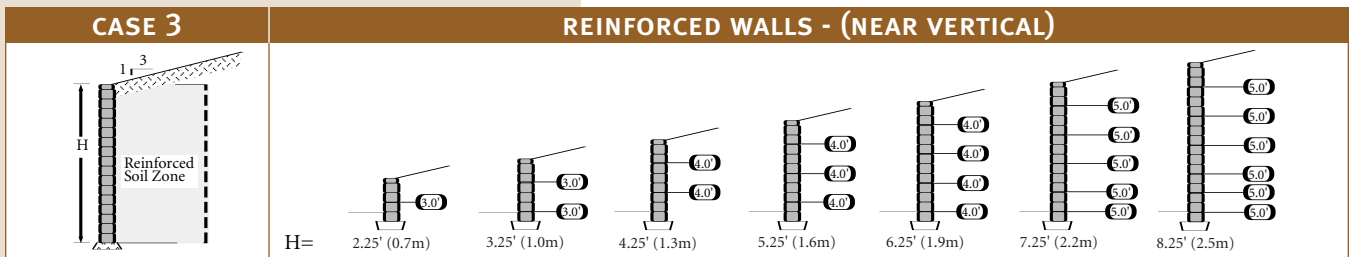 CASE 3
REINFORCED WALLS - (NEAR VERTICAL)
1
3
H
Reinforced
Soil Zone
3.0'
3.0'
3.0'
4.0'
4.0'
4.0'
4.0'
4.0'
4.0'
4.0'
4.0'
4.0'
5.0'
5.0'
5.0'
5.0'
5.0'
5.0'
5.0'
5.0'
5.0'
5.0'
5.0'
H=
2.25' (0.7m)
3.25' (1.0m)
4.25' (1.3m)
5.25' (1.6m)
6.25' (1.9m)
7.25' (2.2m)
8.25' (2.5m)